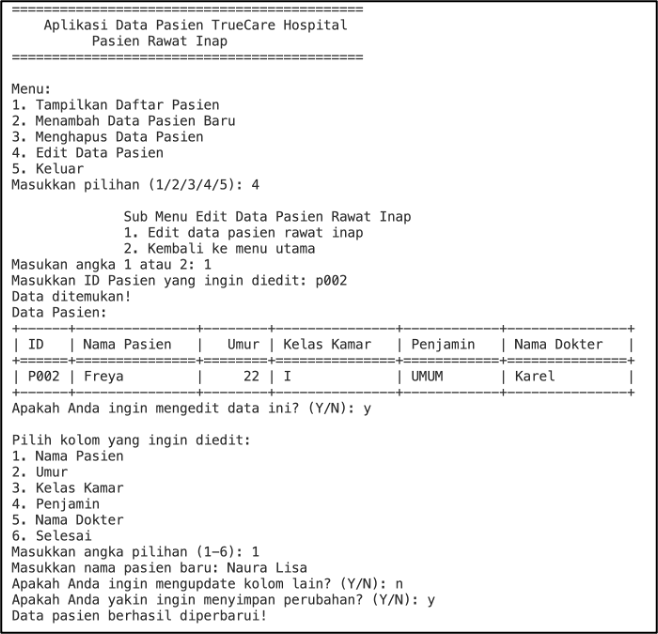 ============================================
Aplikasi Data Pasien TrueCare Hospital
Pasien Rawat Inap
============================================
Menu:
1. Tampilkan Daftar Pasien
2. Menambah Data Pasien Baru
3. Menghapus Data Pasien
4. Edit Data Pasien
5. Keluar
Masukkan pilihan (1/2/3/4/5): 4
Sub Menu Edit Data Pasien Rawat Inap
1. Edit data pasien rawat inap
2. Kembali ke menu utama
Masukan angka 1 atau 2: 1
Masukkan ID Pasien yang ingin diedit: p002
Data ditemukan!
Data Pasien:
+------+---------------+--------+---------------+------------+---------------+
| ID   | Nama Pasien   |   Umur | Kelas Kamar   | Penjamin   | Nama Dokter   |
+======+===============+========+===============+============+===============+
| P002 | Freya         |     22 | I             | UMUM       | Karel         |
+------+---------------+--------+---------------+------------+---------------+
Apakah Anda ingin mengedit data ini? (Y/N): y
Pilih kolom yang ingin diedit:
1. Nama Pasien
2. Umur
3. Kelas Kamar
4. Penjamin
5. Nama Dokter
6. Selesai
Masukkan angka pilihan (1-6): 1
Masukkan nama pasien baru: Naura Lisa
Apakah Anda ingin mengupdate kolom lain? (Y/N): n
Apakah Anda yakin ingin menyimpan perubahan? (Y/N): y
Data pasien berhasil diperbarui!